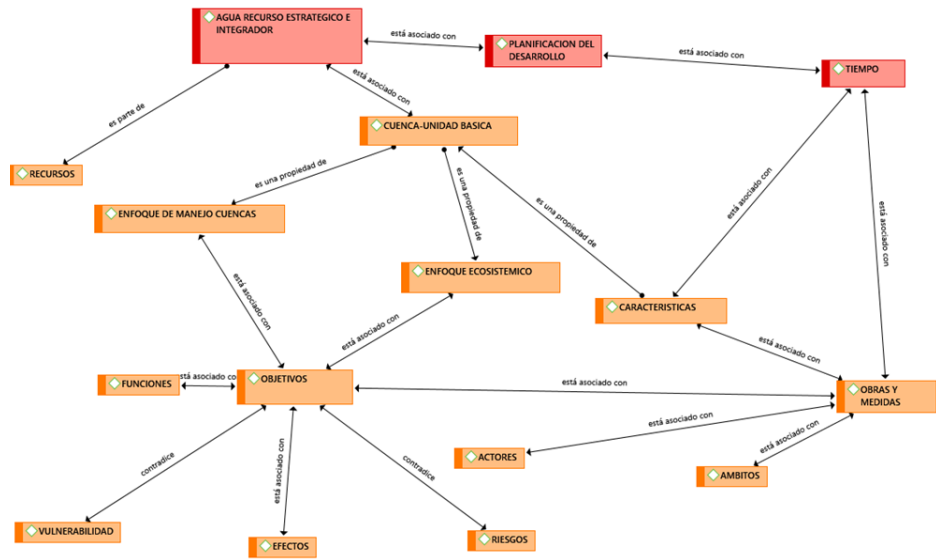 AGUA RECURSO ESTRATEGICO E
INTEGRADOR
está asociado con
PLANIFICACION DEL
DESARROLLO
está asociado con
TIEMPO
es parte de
está asociado con
CUENCA-UNIDAD BASICA
RECURSOS
es una propiedad de
es una propiedad de
es una propiedad de
está asociado con
está asociado con
ENFOQUE DE MANEJO CUENCAS
ENFOQUE ECOSISTEMICO
está asociado con
CARACTERISTICAS
está asociado con
está asociado con
FUNCIONES
está asociado co
OBJETIVOS
está asociado con
OBRAS Y
MEDIDAS
contradice
está asociado con
contradice
está asociado con
ACTORES
está asociado con
AMBITOS
VULNERABILIDAD
EFECTOS
RIESGOS